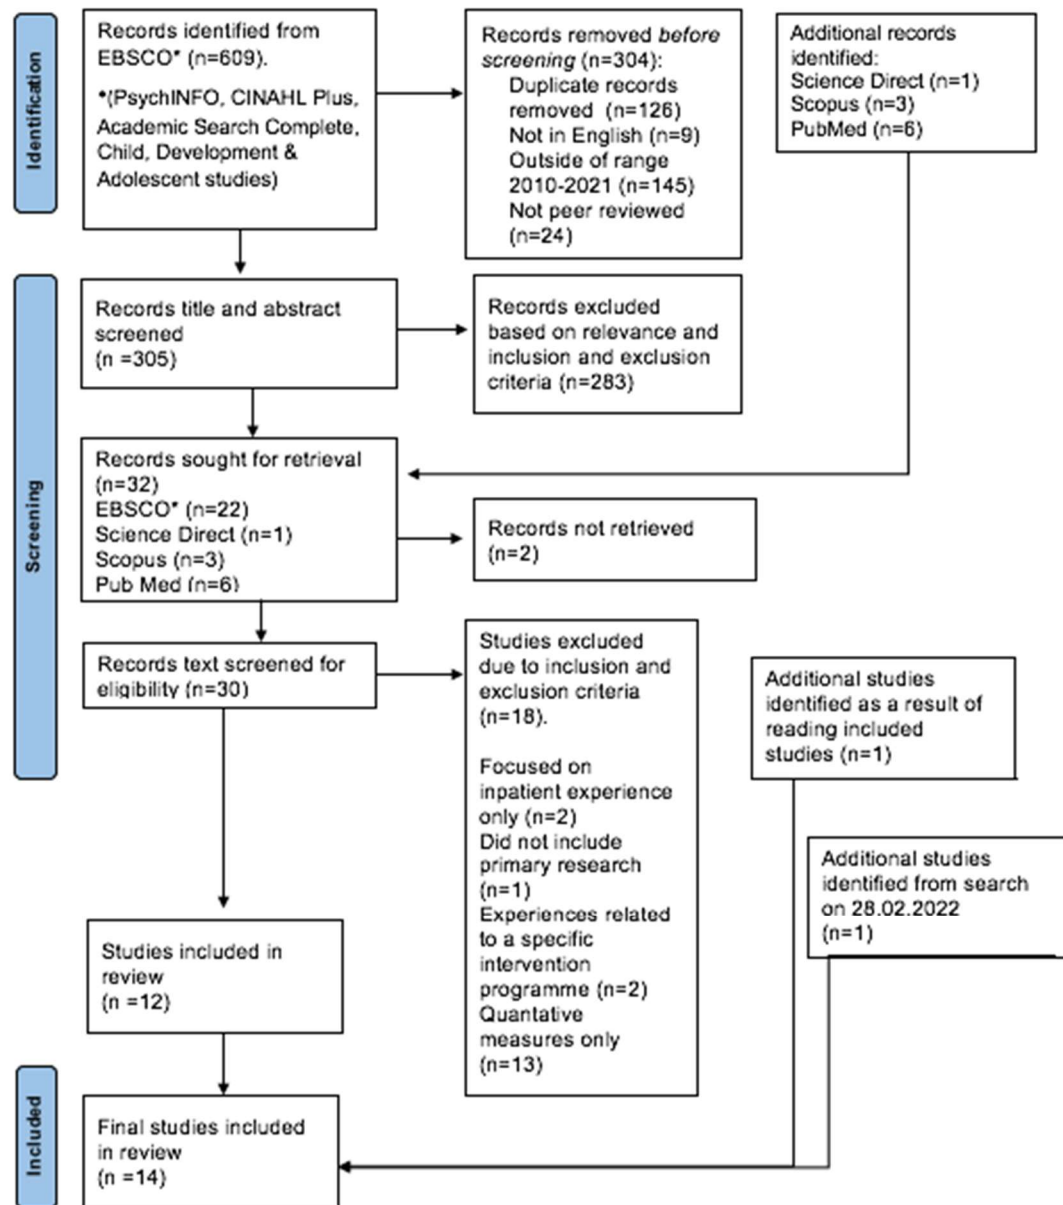 Identification
Records identified from
EBSCO* (n=609).
*(PsychINFO, CINAHL Plus,
Academic Search Complete,
Child, Development &
Adolescent studies)
Records removed before
screening (n=304):
Duplicate records
removed (n=126)
Not in English (n=9)
Outside of range
2010-2021 (n=145)
Not peer reviewed
(n=24)
Additional records
identified:
Science Direct (n=1)
Scopus (n=3)
PubMed (n=6)
Screening
Records title and abstract
screened
(n =305)
Records excluded
based on relevance and
inclusion and exclusion
criteria (n=283)
Records sought for retrieval
(n=32)
EBSCO* (n=22)
Science Direct (n=1)
Scopus (n=3)
Pub Med (n=6)
Records not retrieved
(n=2)
Records text screened for
eligibility (n=30)
Studies excluded
due to inclusion and
exclusion criteria
(n=18).
Focused on
inpatient experience
only (n=2)
Did not include
primary research
(n=1)
Experiences related
to a specific
intervention
programme (n=2)
Quantative
measures only
(n=13)
Additional studies
identified as a result of
reading included
studies (n=1)
Additional studies
identified from search
on 28.02.2022
(n=1)
Studies included in
review
(n =12)
Included
Final studies included
in review
(n =14)